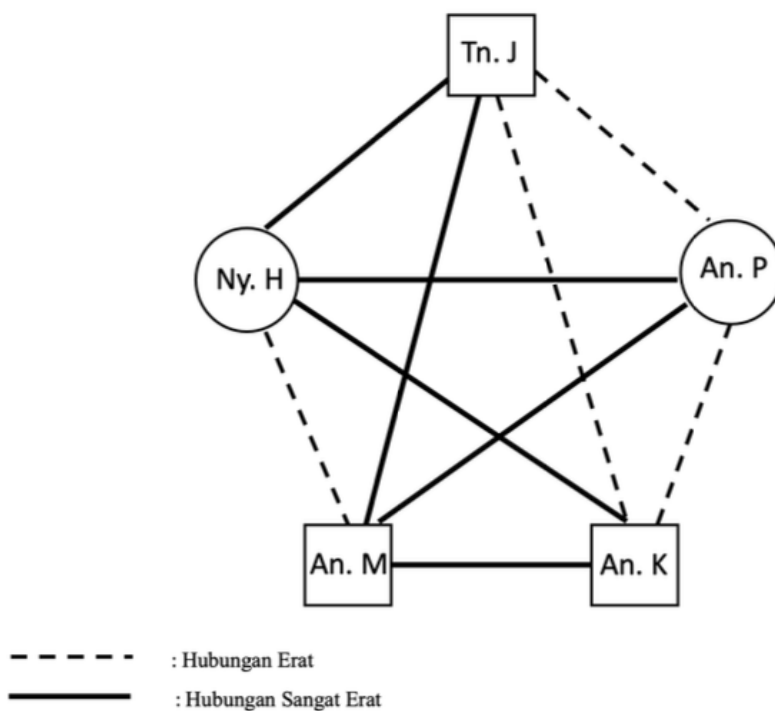 Tn. J
Ny. H
An. P
An. M
An. K
: Hubungan Erat
: Hubungan Sangat Erat